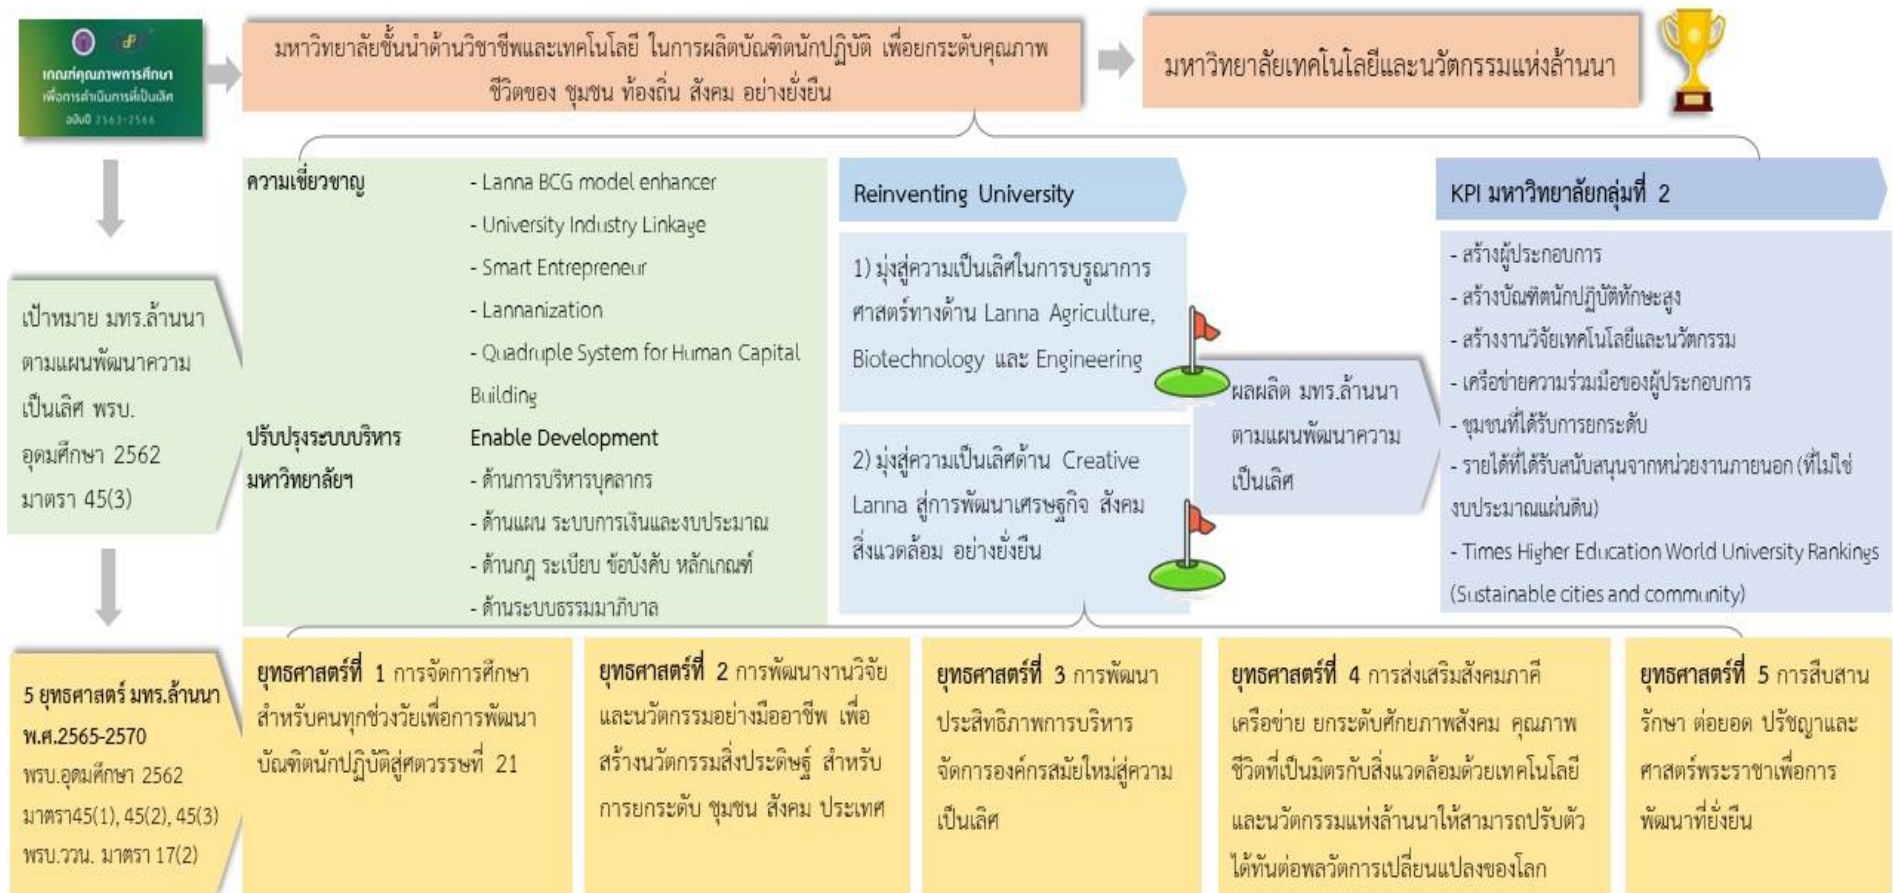 เกณฑ์คุณภาพการศึกษา
เพื่อการดำเนินการที่เป็นเลิศ
ฉบับปี 2563-2566
มหาวิทยาลัยชั้นนำด้านวิชาชีพและเทคโนโลยี ในการผลิตบัณฑิตนักปฏิบัติ เพื่อยกระดับคุณภาพ
ชีวิตของ ชุมชน ท้องถิ่น สังคม อย่างยั่งยืน
มหาวิทยาลัยเทคโนโลยีและนวัตกรรมแห่งล้านนา
เป้าหมาย มทร.ล้านนา
ตามแผนพัฒนาความ
เป็นเลิศ พรบ.
อุดมศึกษา 2562
มาตรา 45(3)
ความเชี่ยวชาญ
- Lanna BCG model enhancer
- University Industry Linkage
- Smart Entrepreneur
- Lannanization
- Quadruple System for Human Capital
Building
ปรับปรุงระบบบริหาร
มหาวิทยาลัยฯ
Enable Development
- ด้านการบริหารบุคลากร
- ด้านแผน ระบบการเงินและงบประมาณ
- ด้านกฎ ระเบียบ ข้อบังคับ หลักเกณฑ์
- ด้านระบบธรรมมาภิบาล
Reinventing University
1) มุ่งสู่ความเป็นเลิศในการบรูณาการ
ศาสตร์ทางด้าน Lanna Agriculture,
Biotechnology และ Engineering
2) มุ่งสู่ความเป็นเลิศด้าน Creative
Lanna สู่การพัฒนาเศรษฐกิจ สังคม
สิ่งแวดล้อม อย่างยั่งยืน
ผลผลิต มทร.ล้านนา
ตามแผนพัฒนาความ
เป็นเลิศ
KPI มหาวิทยาลัยกลุ่มที่ 2
- สร้างผู้ประกอบการ
- สร้างบัณฑิตนักปฏิบัติทักษะสูง
- สร้างงานวิจัยเทคโนโลยีและนวัตกรรม
- เครือข่ายความร่วมมือของผู้ประกอบการ
- ชุมชนที่ได้รับการยกระดับ
- รายได้ที่ได้รับสนับสนุนจากหน่วยงานภายนอก (ที่ไม่ใช่
งบประมาณแผ่นดิน)
- Times Higher Education World University Rankings
(Sustainable cities and community)
5 ยุทธศาสตร์ มทร.ล้านนา
พ.ศ.2565-2570
พรบ.อุดมศึกษา 2562
มาตรา45(1), 45(2), 45(3)
พรบ.ววน. มาตรา 17(2)
ยุทธศาสตร์ที่ 1 การจัดการศึกษา
สำหรับคนทุกช่วงวัยเพื่อการพัฒนา
บัณฑิตนักปฏิบัติสู่ศตวรรษที่ 21
ยุทธศาสตร์ที่ 2 การพัฒนางานวิจัย
และนวัตกรรมอย่างมืออาชีพ เพื่อ
สร้างนวัตกรรมสิ่งประดิษฐ์ สำหรับ
การยกระดับ ชุมชน สังคม ประเทศ
ยุทธศาสตร์ที่ 3 การพัฒนา
ประสิทธิภาพการบริหาร
จัดการองค์กรสมัยใหม่สู่ความ
เป็นเลิศ
ยุทธศาสตร์ที่ 4 การส่งเสริมสังคมภาคี
เครือข่าย ยกระดับศักยภาพสังคม คุณภาพ
ชีวิตที่เป็นมิตรกับสิ่งแวดล้อมด้วยเทคโนโลยี
และนวัตกรรมแห่งล้านนาให้สามารถปรับตัว
ได้ทันต่อพลวัตการเปลี่ยนแปลงของโลก
ยุทธศาสตร์ที่ 5 การสืบสาน
รักษา ต่อยอด ปรัชญาและ
ศาสตร์พระราชาเพื่อการ
พัฒนาที่ยั่งยืน